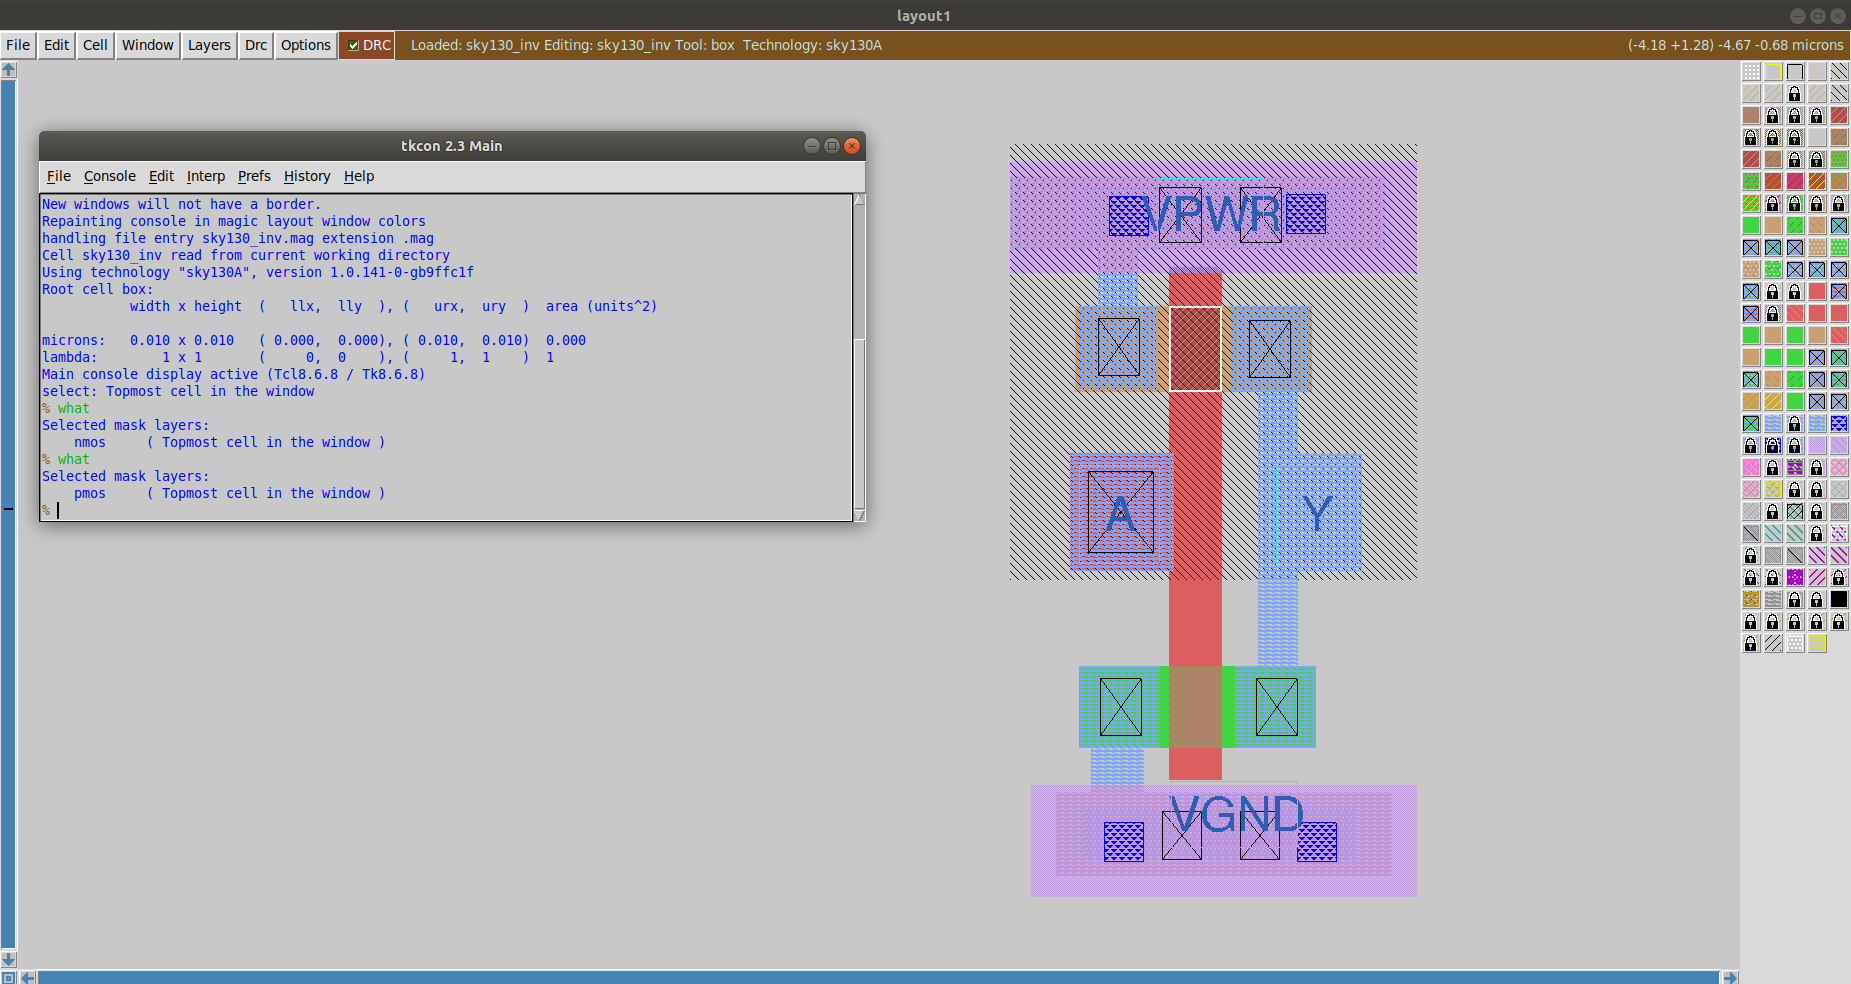 layout1
File Edit Cell Window Layers Drc Options DRC Loaded: sky130_inv Editing: sky130_inv Tool: box Technology: sky130A (-4.18 +1.28) -4.67 -0.68 microns
tkcon 2.3 Main
File Console Edit Interp Prefs History Help
New windows will not have a border.
Repainting console in magic layout window colors
handling file entry sky130_inv.mag extension .mag
Cell sky130_inv read from current working directory
Using technology "sky130A", version 1.0.141-0-gb9ffc1f
Root cell box:
width x height ( llx, lly ), ( urx, ury ) area (units^2)
microns: 0.010 x 0.010 ( 0.000, 0.000), ( 0.010, 0.010) 0.000
lambda: 1 x 1 ( 0, 0 ), ( 1, 1 ) 1
Main console display active (Tcl8.6.8 / Tk8.6.8)
select: Topmost cell in the window
% what
Selected mask layers:
nmos ( Topmost cell in the window )
% what
Selected mask layers:
pmos ( Topmost cell in the window )
%
VPWR
A
Y
VGND